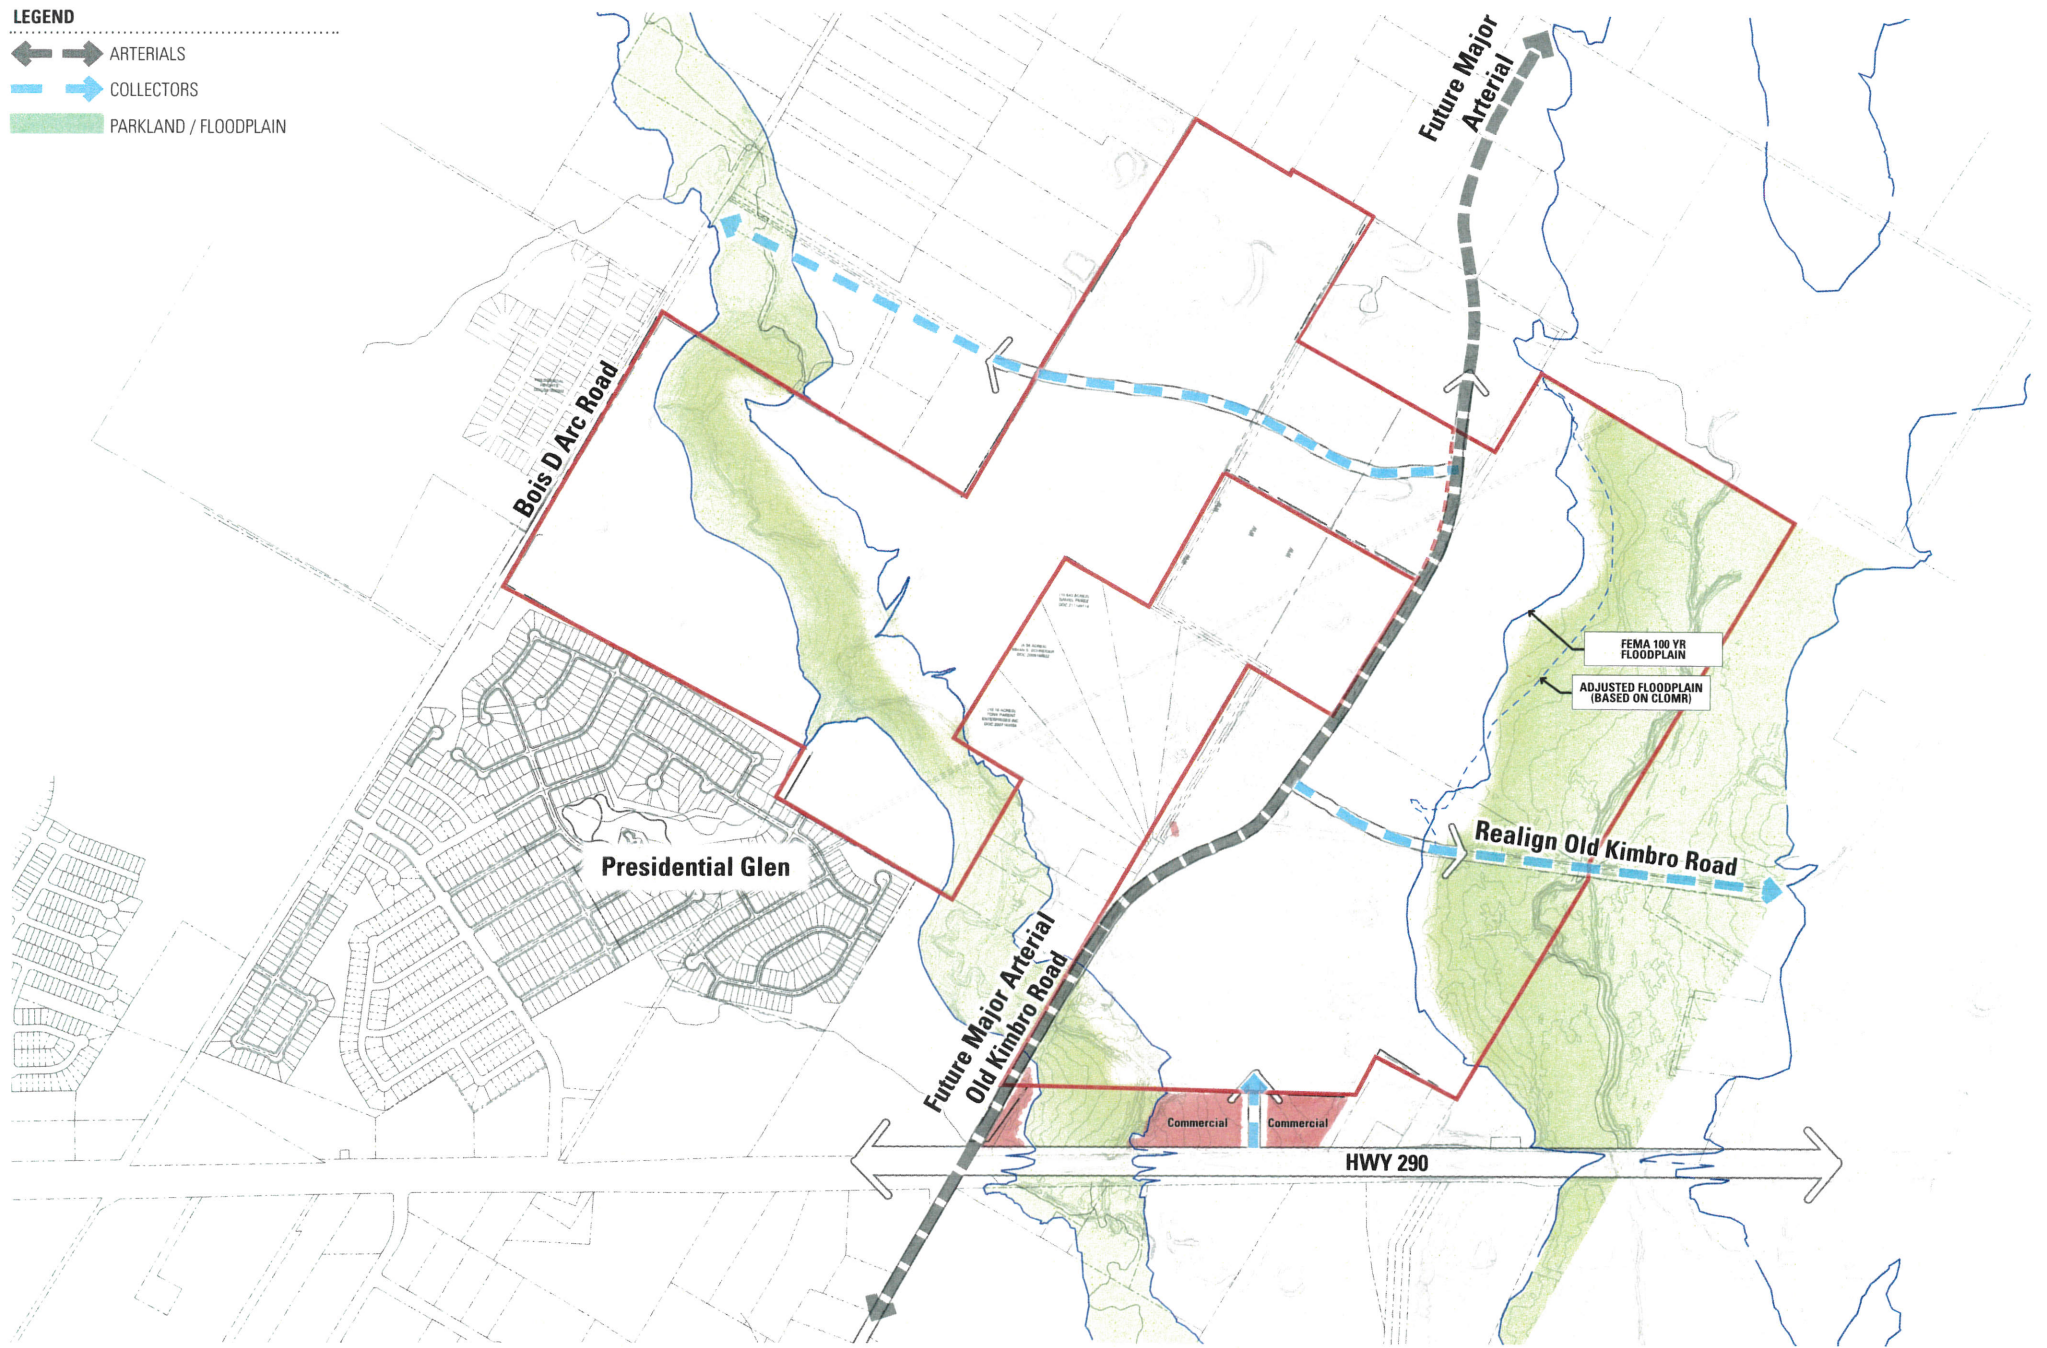 LEGEND
ARTERIALS
COLLECTORS
PARKLAND / FLOODPLAIN
Future Major
Arterial
Bois D Arc Road
FEMA 100 YR
FLOODPLAIN
ADJUSTED FLOODPLAIN
(BASED ON CLOMR)
Realign Old Kimbro Road
Presidential Glen
Future Major Arterial
Old Kimbro Road
Commercial
Commercial
HWY 290